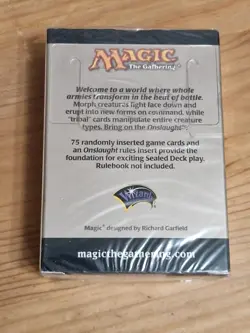 MAGIC
The Gathering
Welcome to a world where whole
armies transform in the heat of battle.
Morph creatures fight face down and
erupt into new forms on command, while
"tribal" cards manipulate entire creature
types. Bring on the Onslaught™
75 randomly inserted game cards and
an Onslaught rules insert provide the
foundation for exciting Sealed Deck play.
Rulebook not included.
Wizards
Magic® designed by Richard Garfield
magicthegathering.com